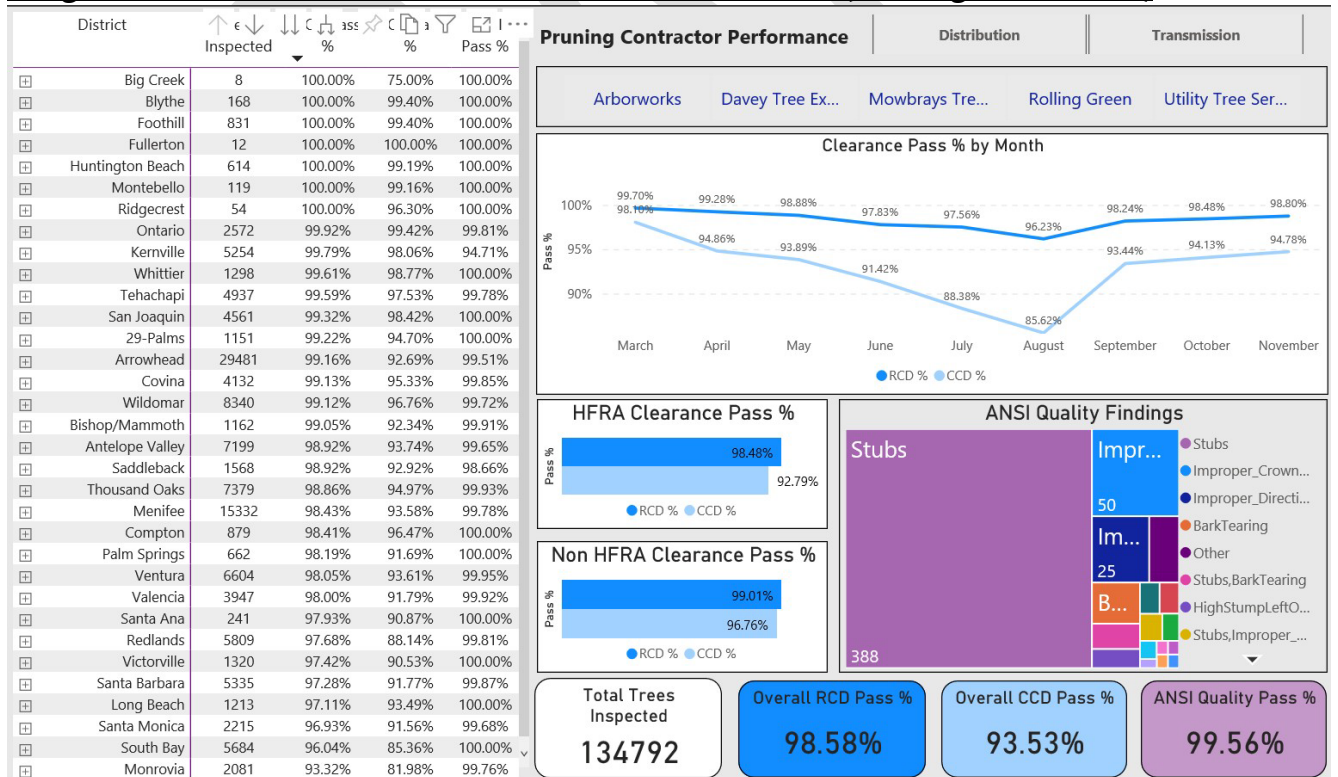 District Inspected % % Pass %
Big Creek 8 100.00% 75.00% 100.00%
Blythe 168 100.00% 99.40% 100.00%
Foothill 831 100.00% 99.40% 100.00%
Fullerton 12 100.00% 100.00% 100.00%
Huntington Beach 614 100.00% 99.19% 100.00%
Montebello 119 100.00% 99.16% 100.00%
Ridgecrest 54 100.00% 96.30% 100.00%
Ontario 2572 99.92% 99.42% 99.81%
Kernville 5254 99.79% 98.06% 94.71%
Whittier 1298 99.61% 98.77% 100.00%
Tehachapi 4937 99.59% 97.53% 99.78%
San Joaquin 4561 99.32% 98.42% 100.00%
29-Palms 1151 99.22% 94.70% 100.00%
Arrowhead 29481 99.16% 92.69% 99.51%
Covina 4132 99.13% 95.33% 99.85%
Wildomar 8340 99.12% 96.76% 99.72%
Bishop/Mammoth 1162 99.05% 92.34% 99.91%
Antelope Valley 7199 98.92% 93.74% 99.65%
Saddleback 1568 98.92% 92.92% 98.66%
Thousand Oaks 7379 98.86% 94.97% 99.93%
Menifee 15332 98.43% 93.58% 99.78%
Compton 879 98.41% 96.47% 100.00%
Palm Springs 662 98.19% 91.69% 100.00%
Ventura 6604 98.05% 93.61% 99.95%
Valencia 3947 98.00% 91.79% 99.92%
Santa Ana 241 97.93% 90.87% 100.00%
Redlands 5809 97.68% 88.14% 99.81%
Victorville 1320 97.42% 90.53% 100.00%
Santa Barbara 5335 97.28% 91.77% 99.87%
Long Beach 1213 97.11% 93.49% 100.00%
Santa Monica 2215 96.93% 91.56% 99.68%
South Bay 5684 96.04% 85.36% 100.00%
Monrovia 2081 93.32% 81.98% 99.76%
Pruning Contractor Performance Distribution Transmission
Arborworks Davey Tree Ex... Mowbrays Tre... Rolling Green Utility Tree Ser...
Clearance Pass % by Month
Pass %
100%
95%
90%
99.70% 99.28% 98.88% 97.83% 97.56% 96.23% 98.24% 98.48% 98.80%
98.10% 94.86% 93.89% 91.42% 88.38% 85.62% 93.44% 94.13% 94.78%
March April May June July August September October November
RCD % CCD %
HFRA Clearance Pass %
Pass %
98.48%
92.79%
RCD % CCD %
Non HFRA Clearance Pass %
Pass %
99.01%
96.76%
RCD % CCD %
ANSI Quality Findings
Stubs
388
Impr...
50
Im...
25
B...
Stubs
Improper_Crown...
Improper_Directi...
BarkTearing
Other
Stubs,BarkTearing
HighStumpLeftO...
Stubs,Improper_...
Total Trees
Inspected
134792
Overall RCD Pass %
98.58%
Overall CCD Pass %
93.53%
ANSI Quality Pass %
99.56%